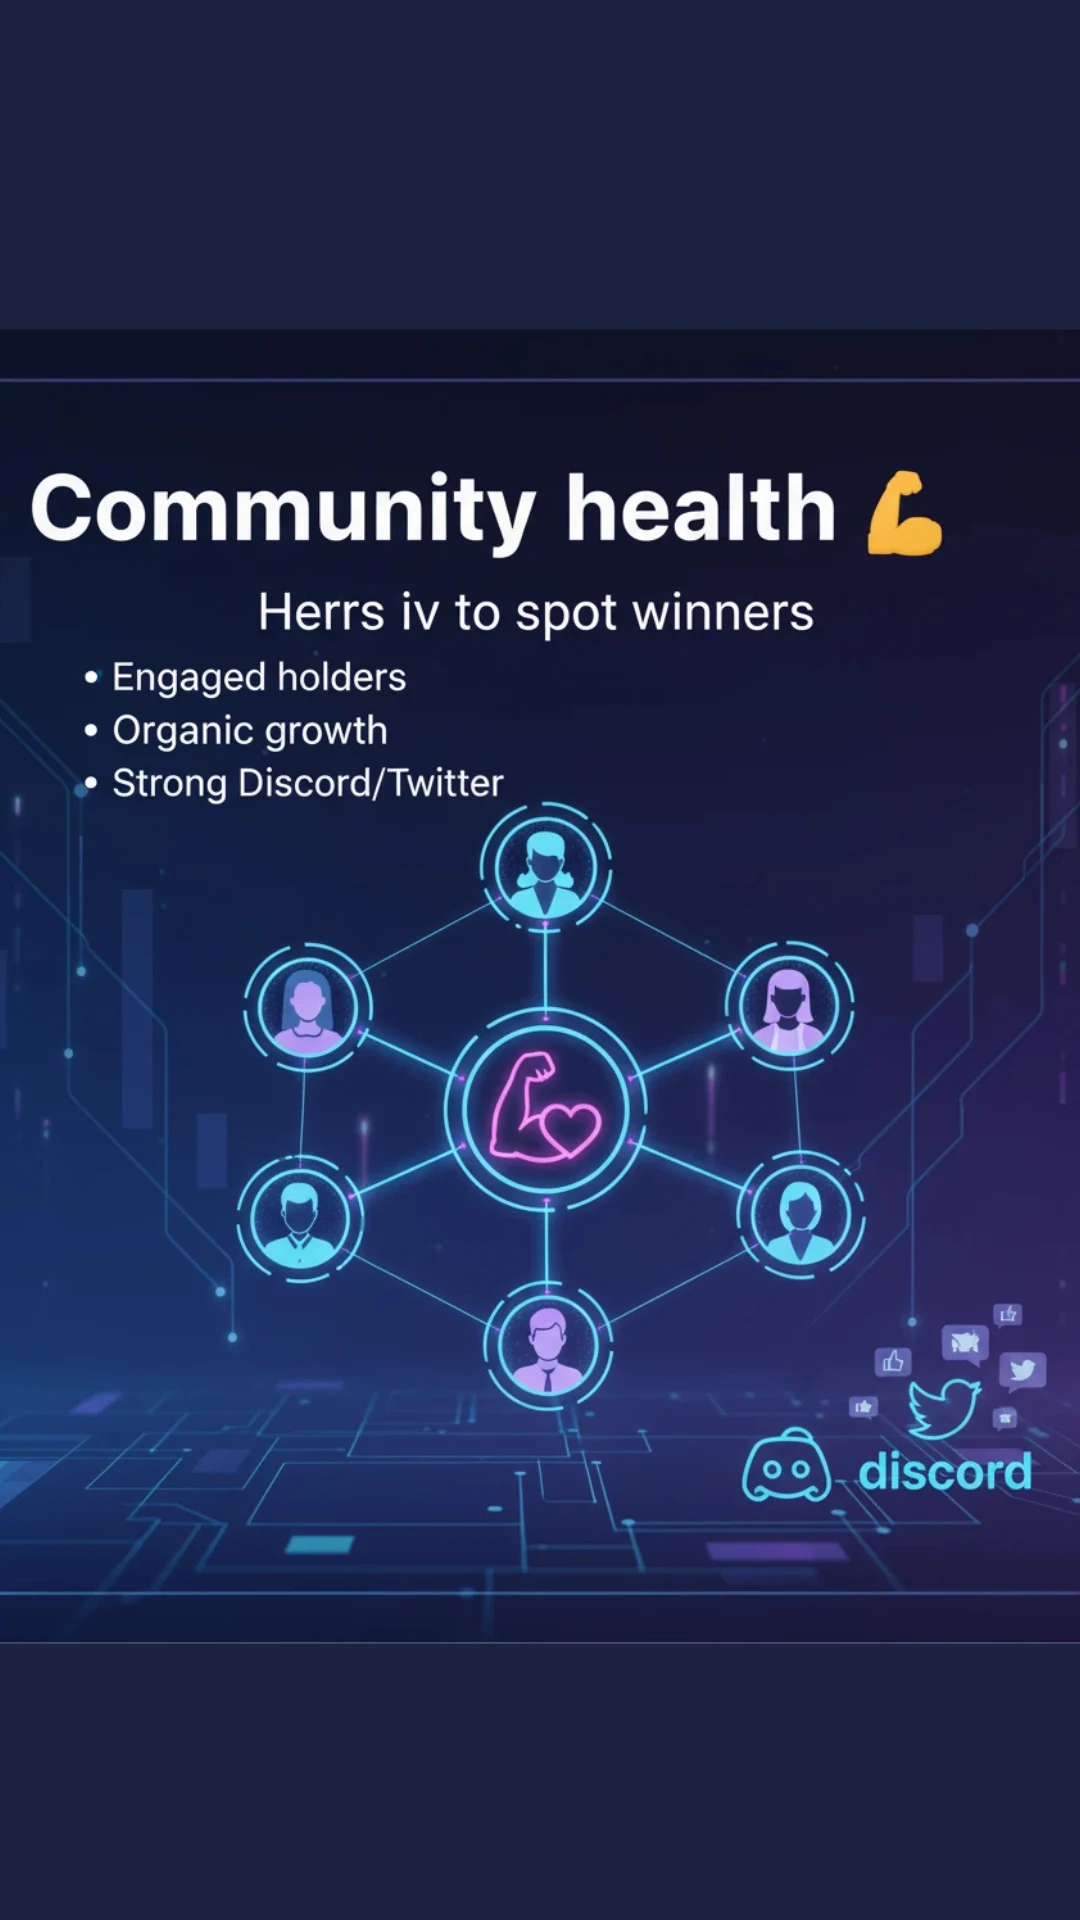 Community health 💪
Herrs iv to spot winners
• Engaged holders
• Organic growth
• Strong Discord/Twitter
discord